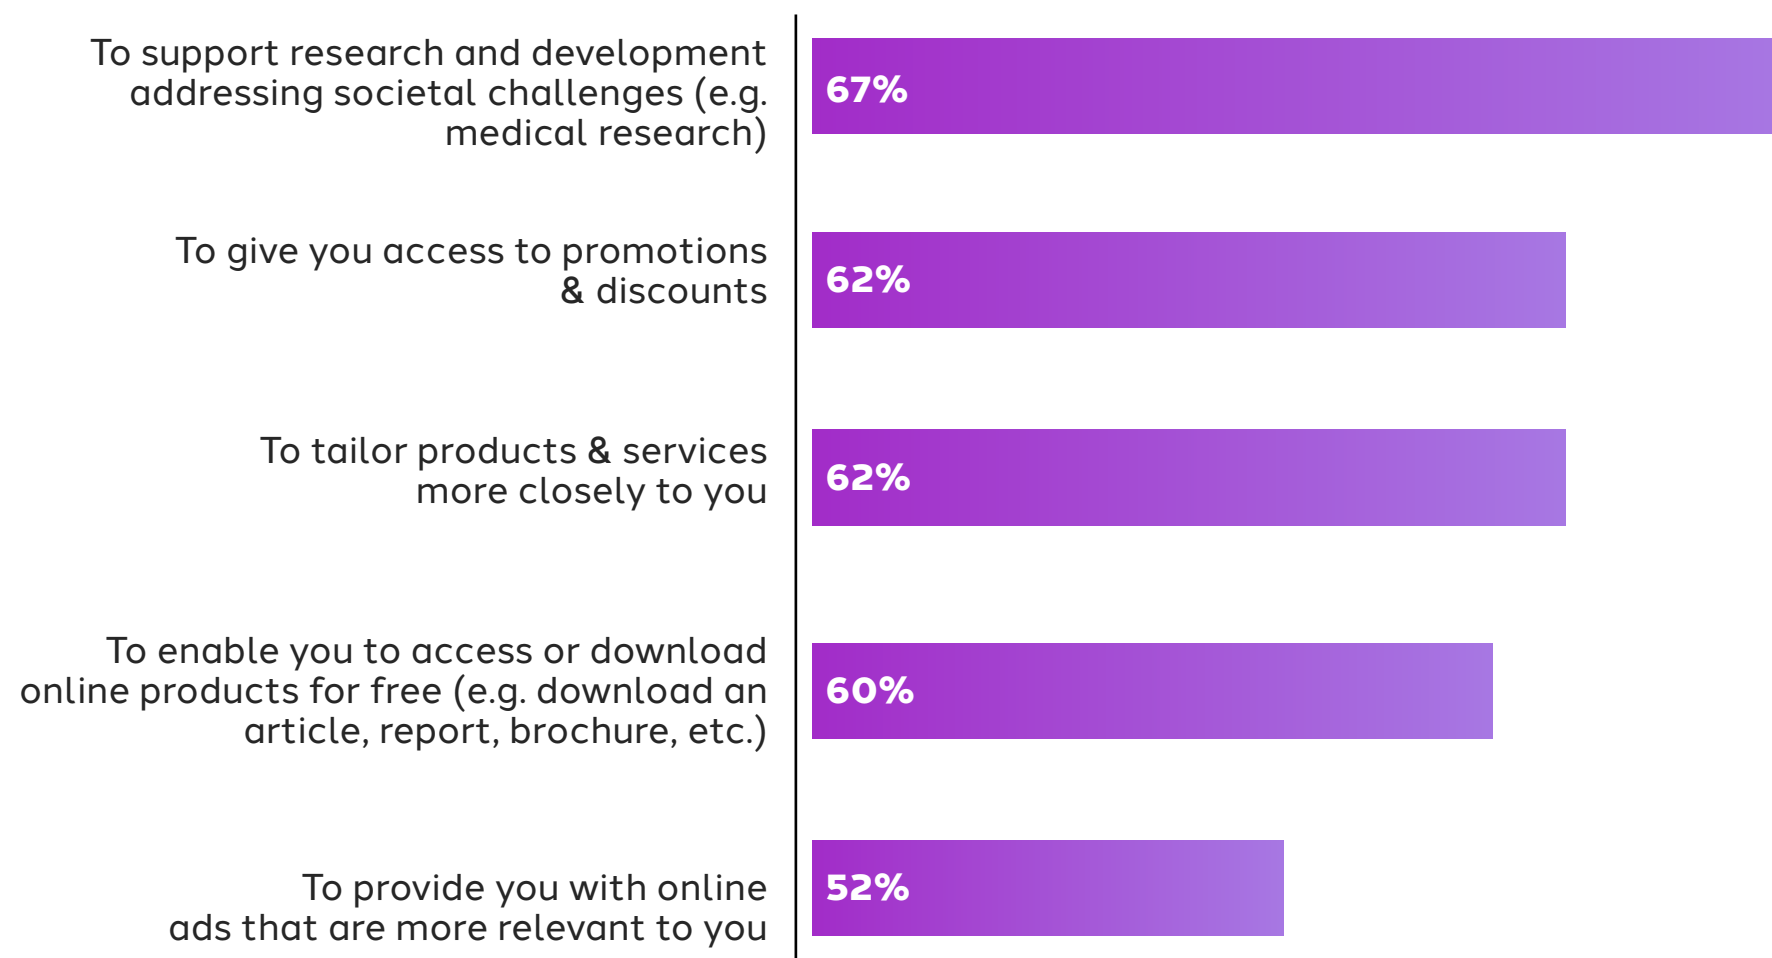 To support research and development
addressing societal challenges (e.g.
medical research)
67%
To give you access to promotions
& discounts
62%
To tailor products & services
more closely to you
62%
To enable you to access or download
online products for free (e.g. download an
article, report, brochure, etc.)
60%
To provide you with online
ads that are more relevant to you
52%